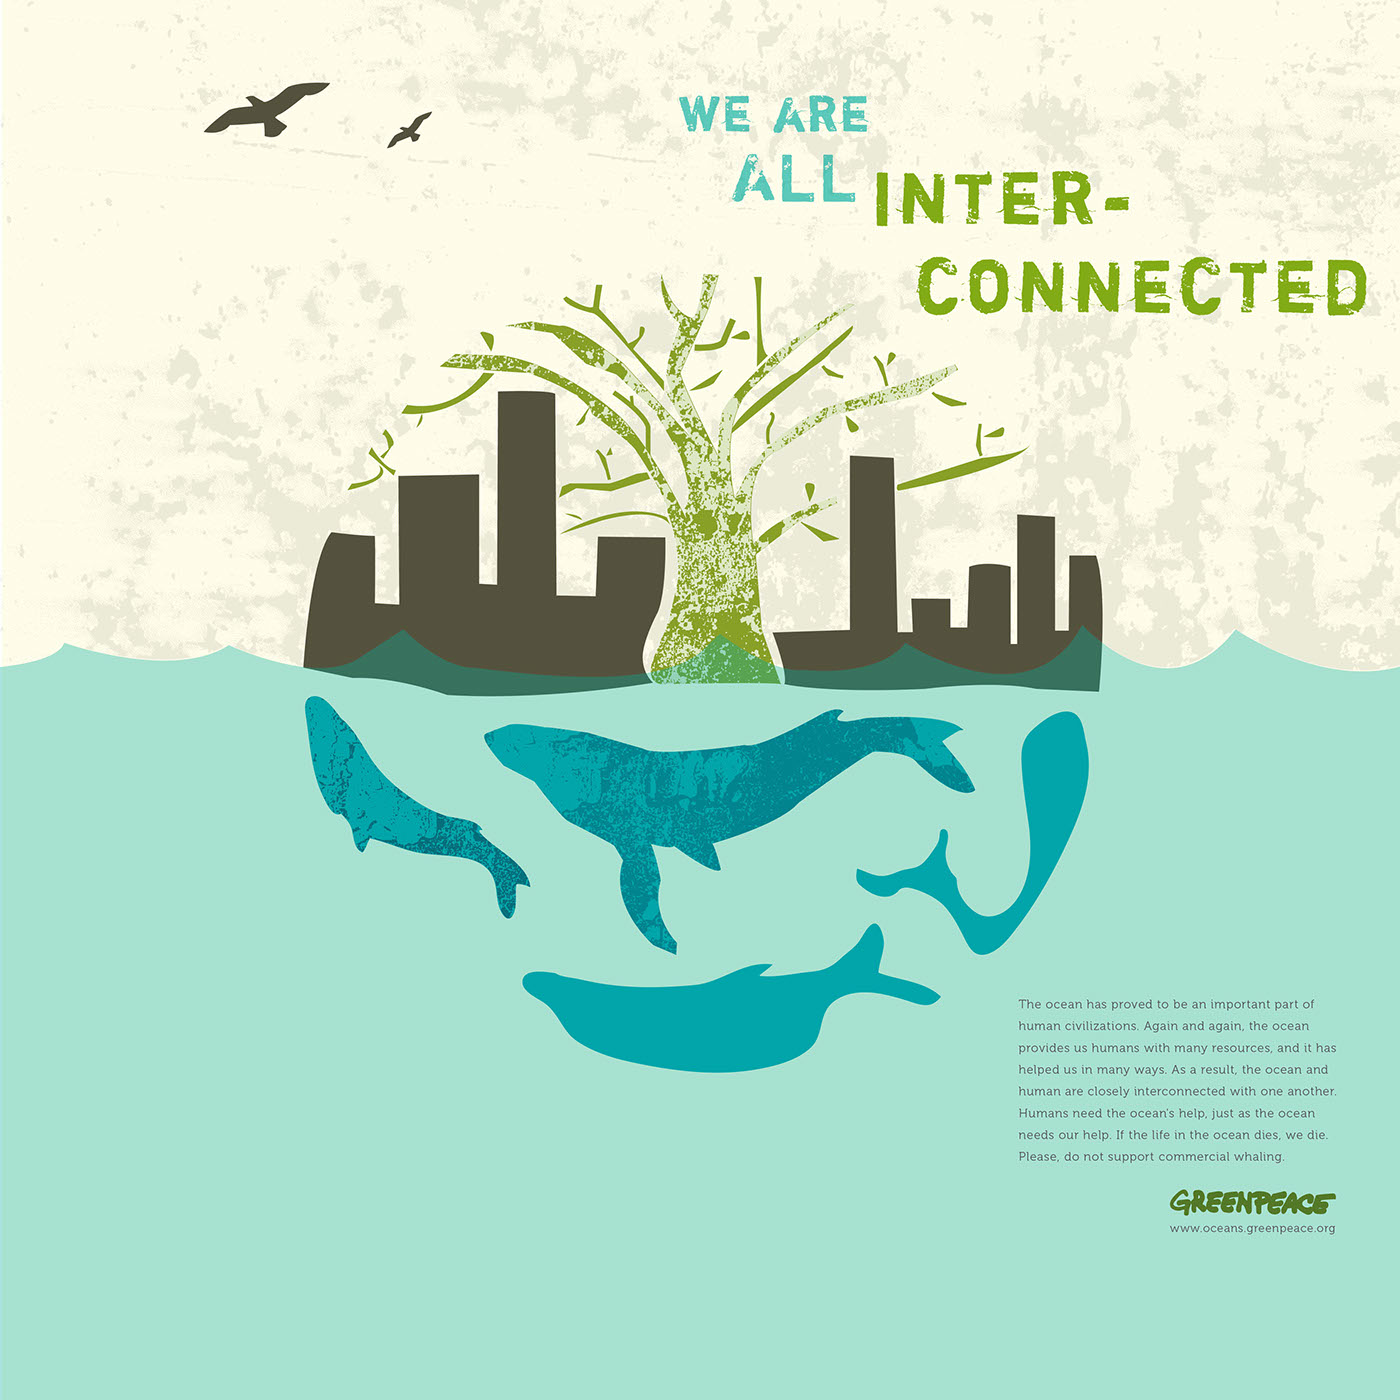 WE ARE
ALL INTER-
CONNECTED
The ocean has proved to be an important part of
human civilizations. Again and again, the ocean
provides us humans with many resources, and it has
helped us in many ways. As a result, the ocean and
human are closely interconnected with one another.
Humans need the ocean's help, just as the ocean
needs our help. If the life in the ocean dies, we die.
Please, do not support commercial whaling.
GREENPEACE
www.oceans.greenpeace.org